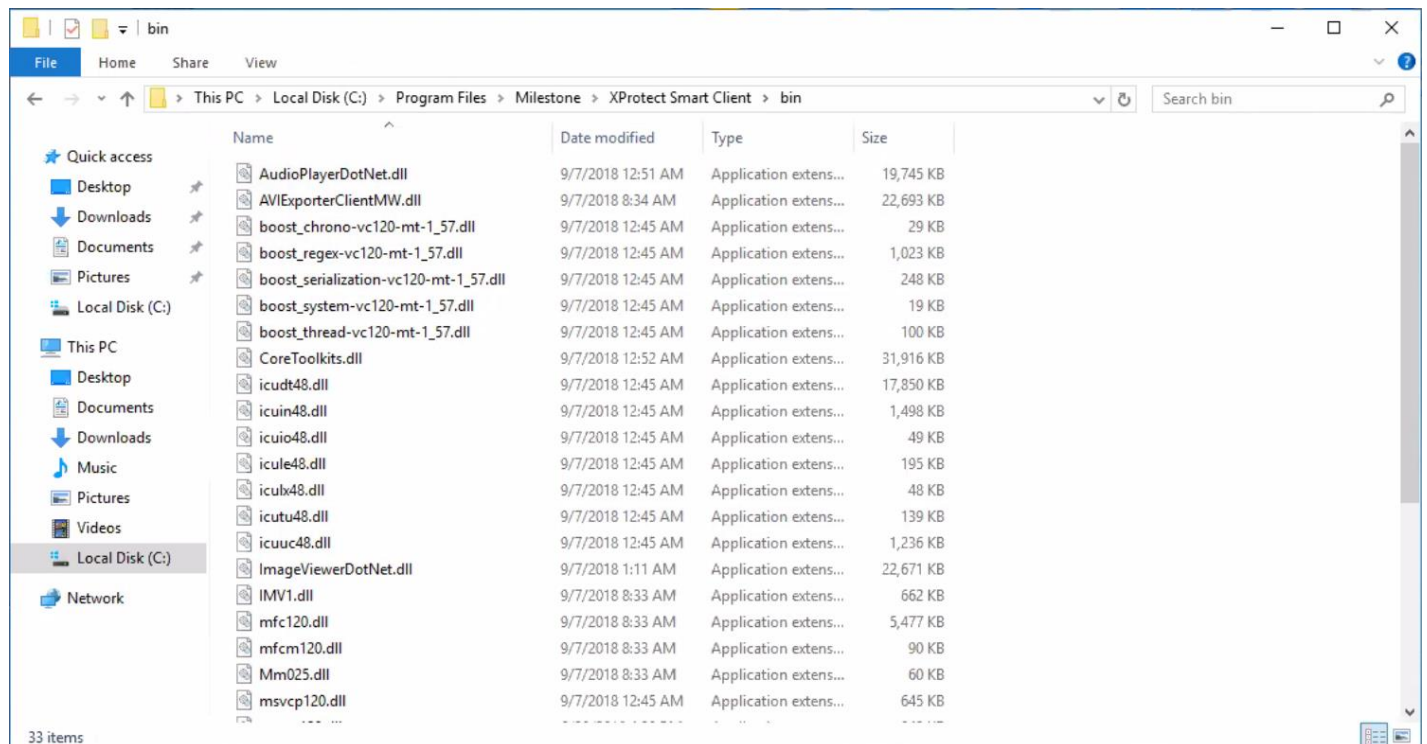 bin
File Home Share View
This PC > Local Disk (C:) > Program Files > Milestone > XProtect Smart Client > bin
Search bin
Name Date modified Type Size
Quick access
Desktop
Downloads
Documents
Pictures
Local Disk (C:)
This PC
Desktop
Documents
Downloads
Music
Pictures
Videos
Local Disk (C:)
Network
AudioPlayerDotNet.dll 9/7/2018 12:51 AM Application extens... 19,745 KB
AVIExporterClientMW.dll 9/7/2018 8:34 AM Application extens... 22,693 KB
boost_chrono-vc120-mt-1_57.dll 9/7/2018 12:45 AM Application extens... 29 KB
boost_regex-vc120-mt-1_57.dll 9/7/2018 12:45 AM Application extens... 1,023 KB
boost_serialization-vc120-mt-1_57.dll 9/7/2018 12:45 AM Application extens... 248 KB
boost_system-vc120-mt-1_57.dll 9/7/2018 12:45 AM Application extens... 19 KB
boost_thread-vc120-mt-1_57.dll 9/7/2018 12:45 AM Application extens... 100 KB
CoreToolkits.dll 9/7/2018 12:52 AM Application extens... 31,916 KB
icudt48.dll 9/7/2018 12:45 AM Application extens... 17,850 KB
icuin48.dll 9/7/2018 12:45 AM Application extens... 1,498 KB
icuio48.dll 9/7/2018 12:45 AM Application extens... 49 KB
icule48.dll 9/7/2018 12:45 AM Application extens... 195 KB
iculx48.dll 9/7/2018 12:45 AM Application extens... 48 KB
icutu48.dll 9/7/2018 12:45 AM Application extens... 139 KB
icuuc48.dll 9/7/2018 12:45 AM Application extens... 1,236 KB
ImageViewerDotNet.dll 9/7/2018 1:11 AM Application extens... 22,671 KB
IMV1.dll 9/7/2018 8:33 AM Application extens... 662 KB
mfc120.dll 9/7/2018 8:33 AM Application extens... 5,477 KB
mfcm120.dll 9/7/2018 8:33 AM Application extens... 90 KB
Mm025.dll 9/7/2018 8:33 AM Application extens... 60 KB
msvcp120.dll 9/7/2018 12:45 AM Application extens... 645 KB
33 items